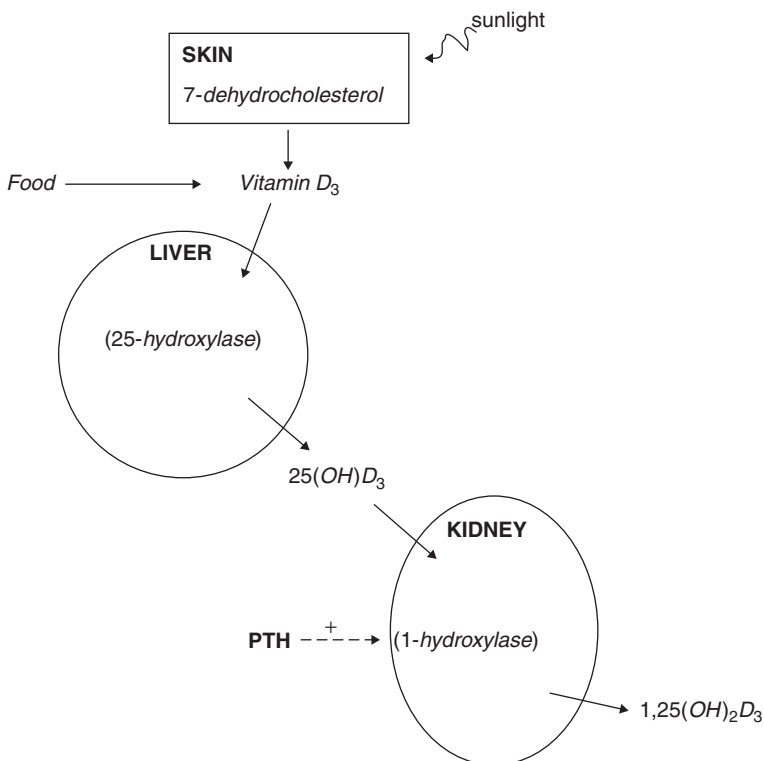 sunlight
SKIN
7-dehydrocholesterol
Food
Vitamin D₃
LIVER
(25-hydroxylase)
25(OH)D₃
KIDNEY
+
PTH
(1-hydroxylase)
1,25(OH)₂D₃